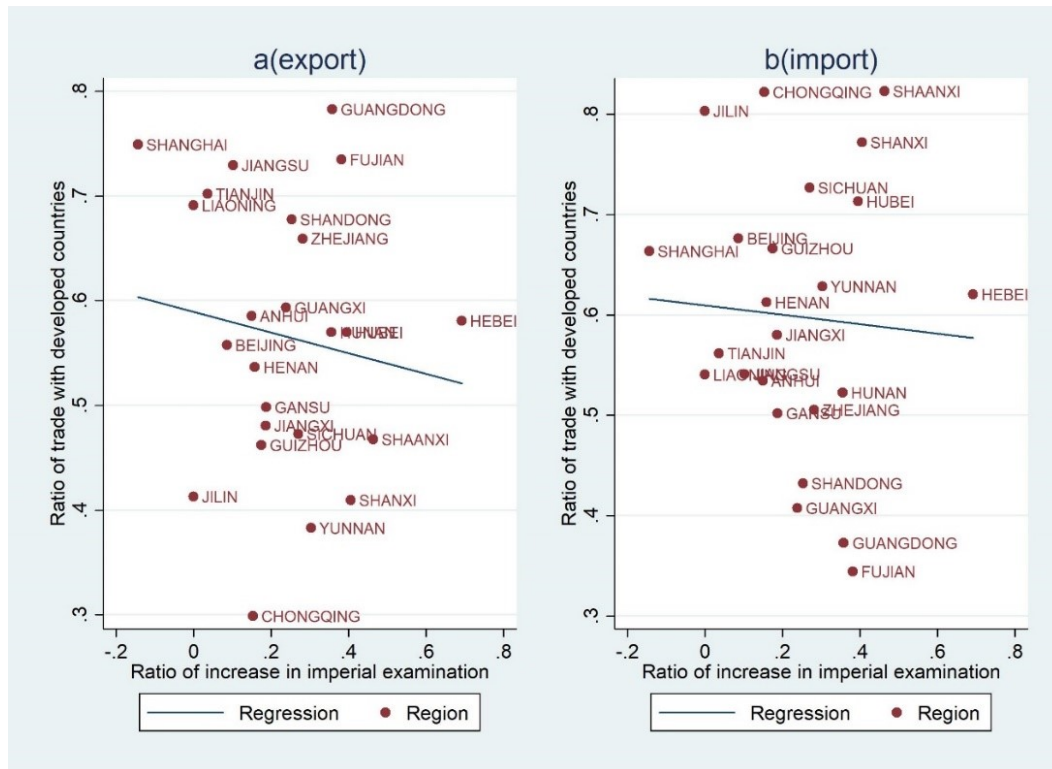 a(export)
Ratio of trade with developed countries
.8
.7
.6
.5
.4
.3
GUANGDONG
SHANGHAI
FUJIAN
JIANGSU
TIANJIN
LIAONING
SHANDONG
ZHEJIANG
GUANGXI
ANHUI
HEBEI
HUNAN
HUBEI
BEIJING
HENAN
GANSU
JIANGXI
SICHUAN
SHAANXI
GUIZHOU
JILIN
SHANXI
YUNNAN
CHONGQING
-.2 0 .2 .4 .6 .8
Ratio of increase in imperial examination
Regression Region
b(import)
Ratio of trade with developed countries
.8
.7
.6
.5
.4
.3
CHONGQING
SHAANXI
JILIN
SHANXI
SICHUAN
HUBEI
BEIJING
GUIZHOU
SHANGHAI
YUNNAN
HEBEI
HENAN
JIANGXI
TIANJIN
LIAONING
JIANGSU
ANHUI
HUNAN
ZHEJIANG
GANSU
SHANDONG
GUANGXI
GUANGDONG
FUJIAN
-.2 0 .2 .4 .6 .8
Ratio of increase in imperial examination
Regression Region